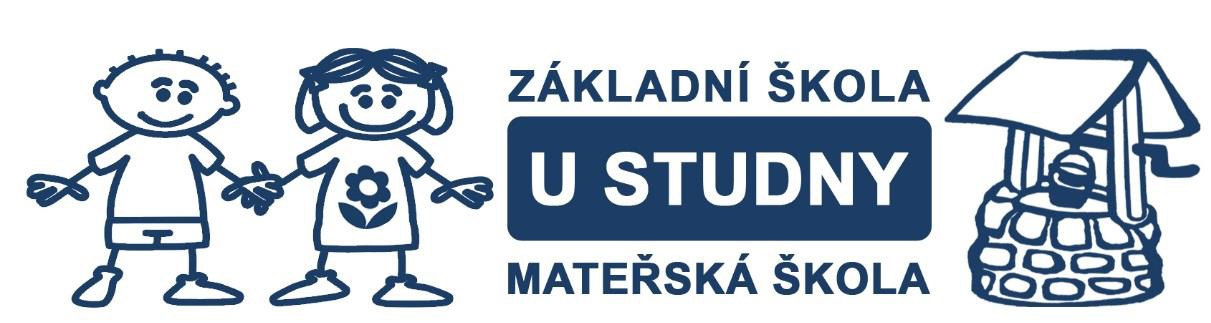 ZÁKLADNÍ ŠKOLA
U STUDNY
MATEŘSKÁ ŠKOLA